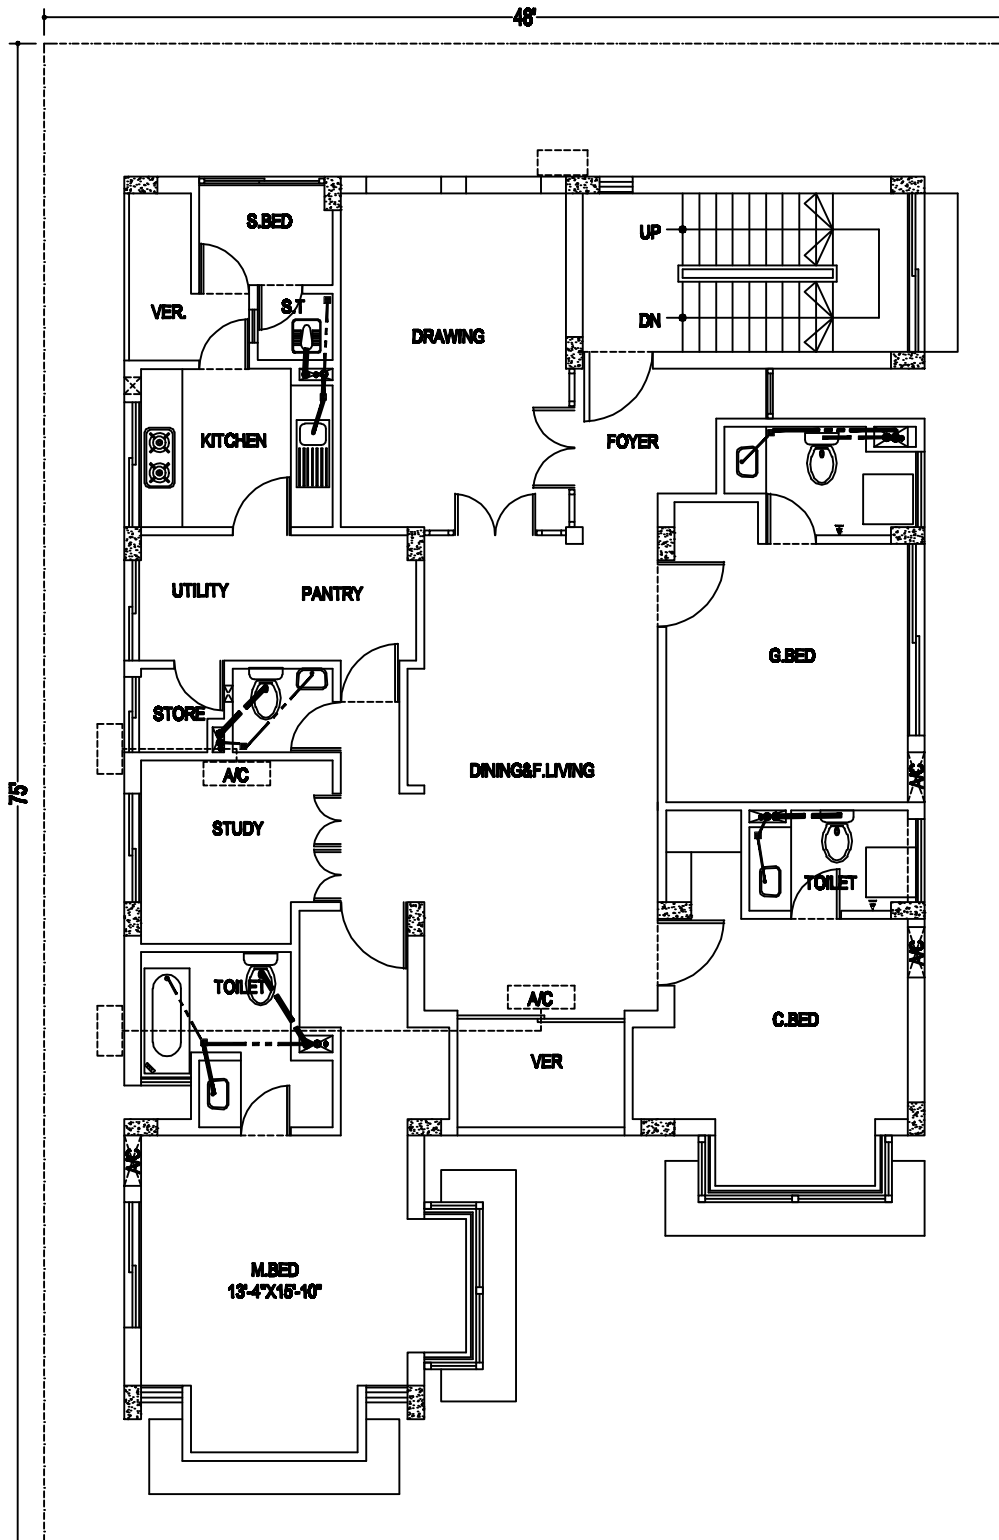 48'
75'
S.BED
UP
VER.
S.T
DN
DRAWING
KITCHEN
FOYER
UTILITY
PANTRY
G.BED
STORE
DINING&F.LIVING
A/C
A/C
STUDY
TOILET
A/C
TOILET
A/C
C.BED
VER
A/C
M.BED
13'-4"X15'-10"